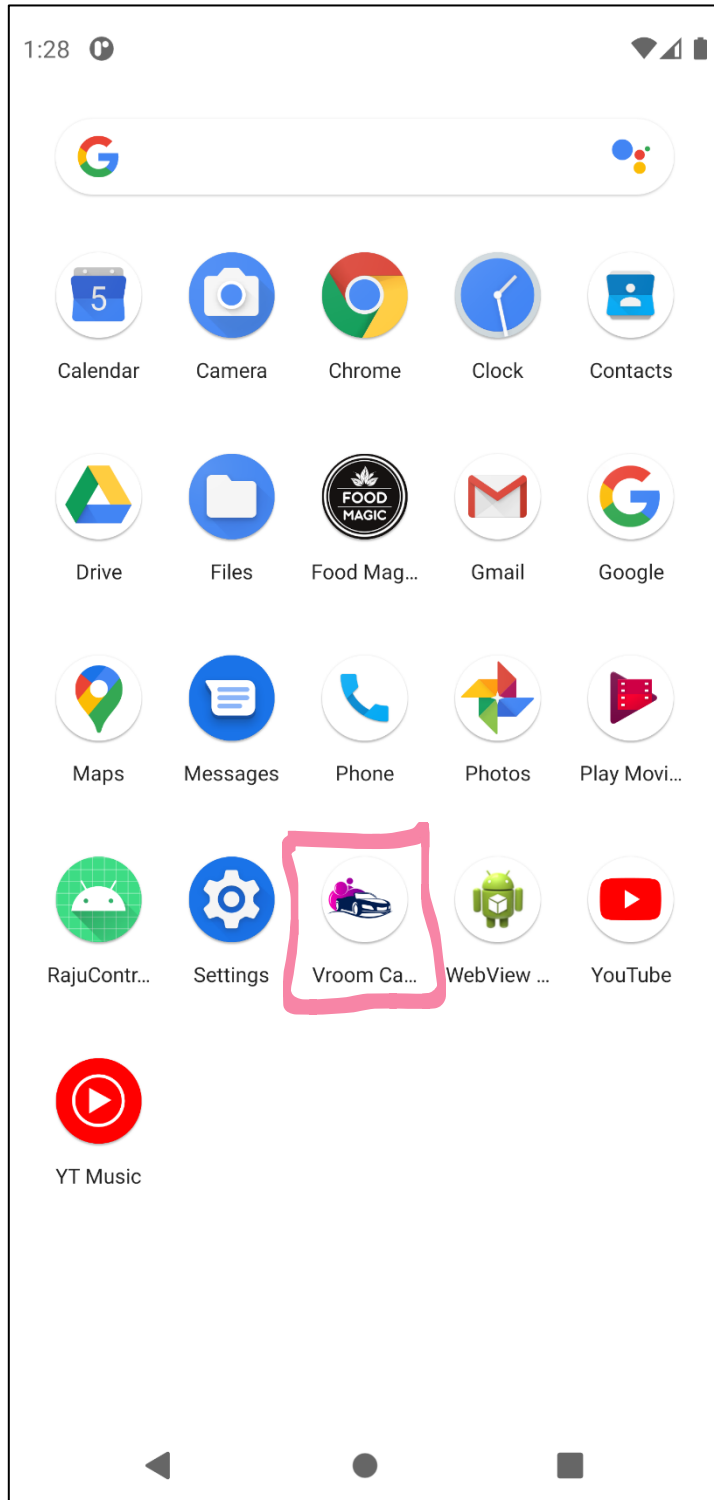 1:28
5
Calendar Camera Chrome Clock Contacts
FOOD
MAGIC
Drive Files Food Mag... Gmail Google
Maps Messages Phone Photos Play Movi...
RajuContr... Settings Vroom Ca... WebView ... YouTube
YT Music